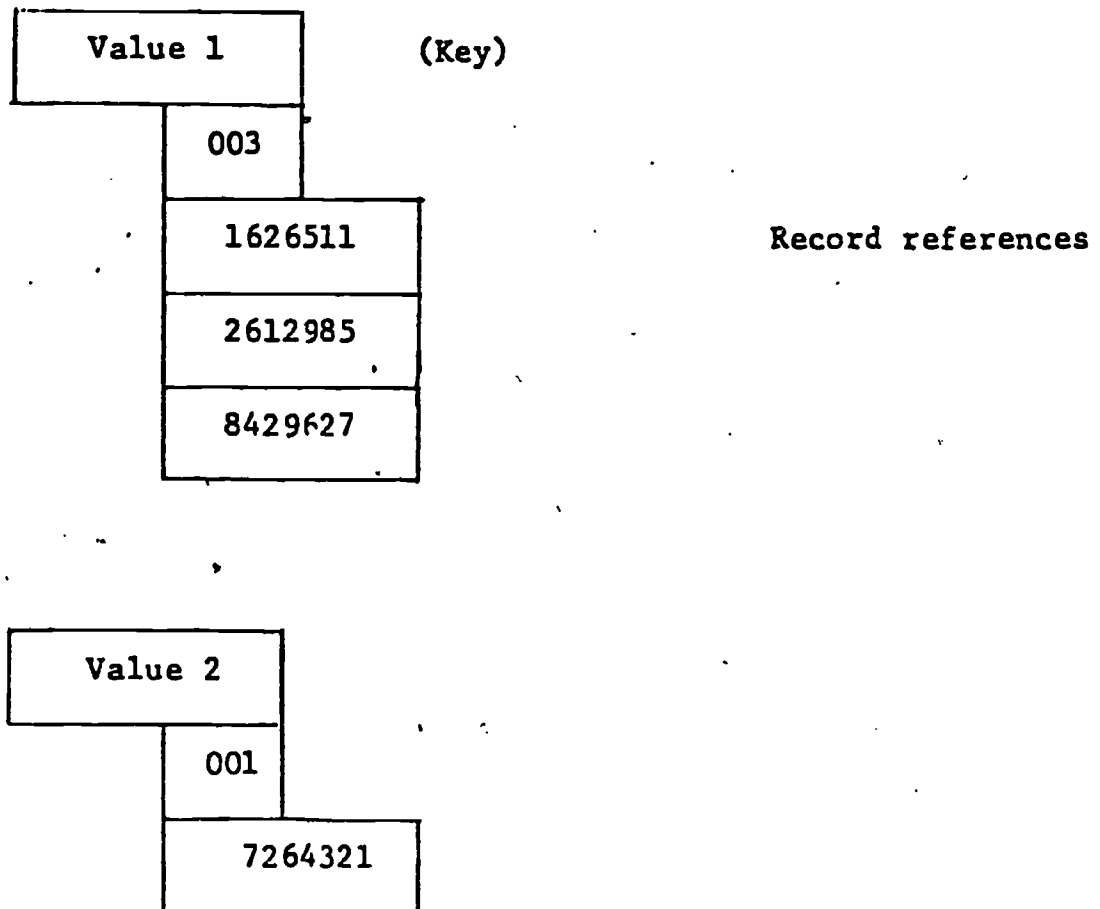 Value 1 (Key)
003
1626511 Record references
2612985
8429627
Value 2
001
7264321